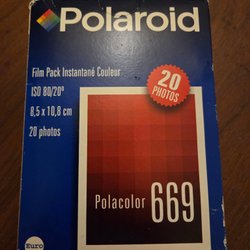 Polaroid
Film Pack Instantané Couleur
ISO 80/20°
8,5 x 10,8 cm
20 photos
20
PHOTOS
Polacolor 669
Euro